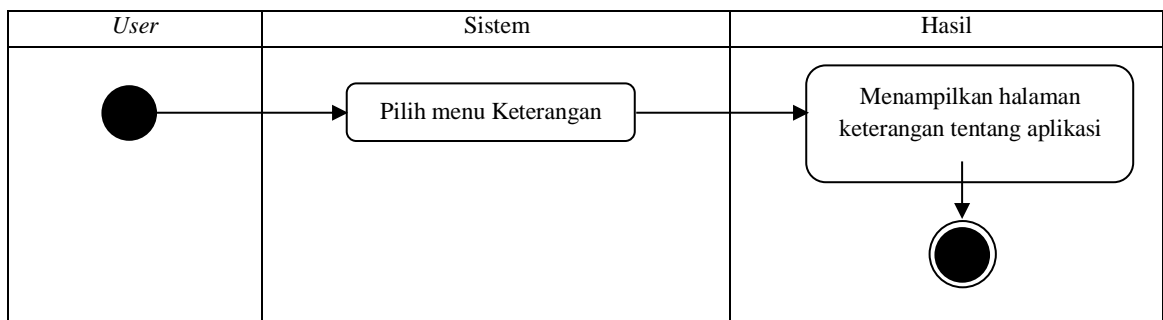 User
Sistem
Hasil
Pilih menu Keterangan
Menampilkan halaman
keterangan tentang aplikasi